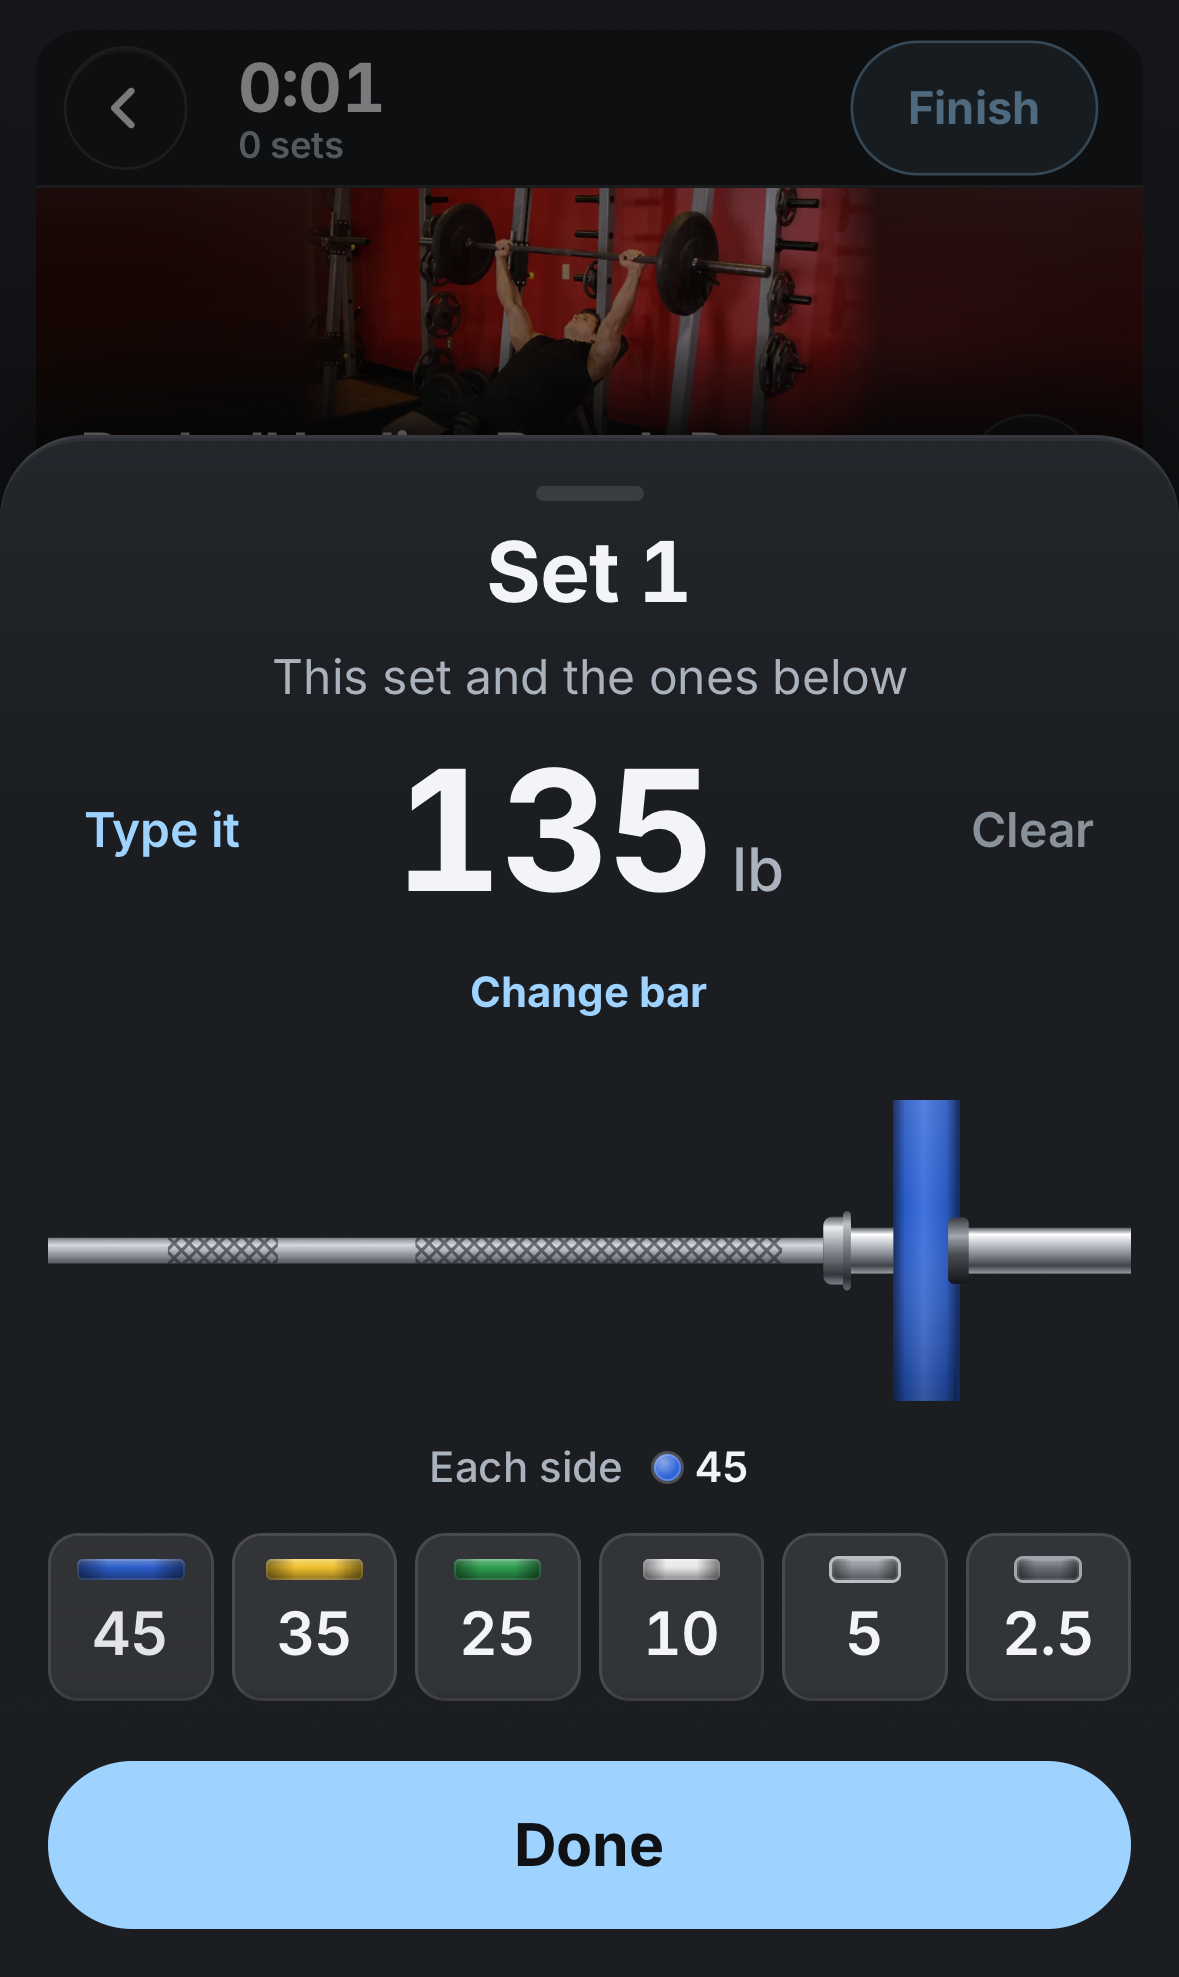 0:01
0 sets
Finish
Set 1
This set and the ones below
Type it
135 lb
Clear
Change bar
Each side 45
45
35
25
10
5
2.5
Done